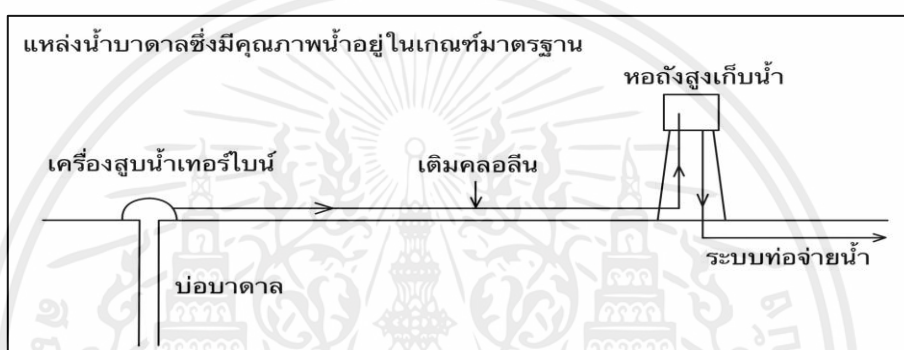 แหล่งน้ำบาดาลซึ่งมีคุณภาพน้ำอยู่ในเกณฑ์มาตรฐาน
หอถังสูงเก็บน้ำ
เครื่องสูบน้ำเทอร์ไบน์
เติมคลอลีน
ระบบท่อจ่ายน้ำ
บ่อบาดาล